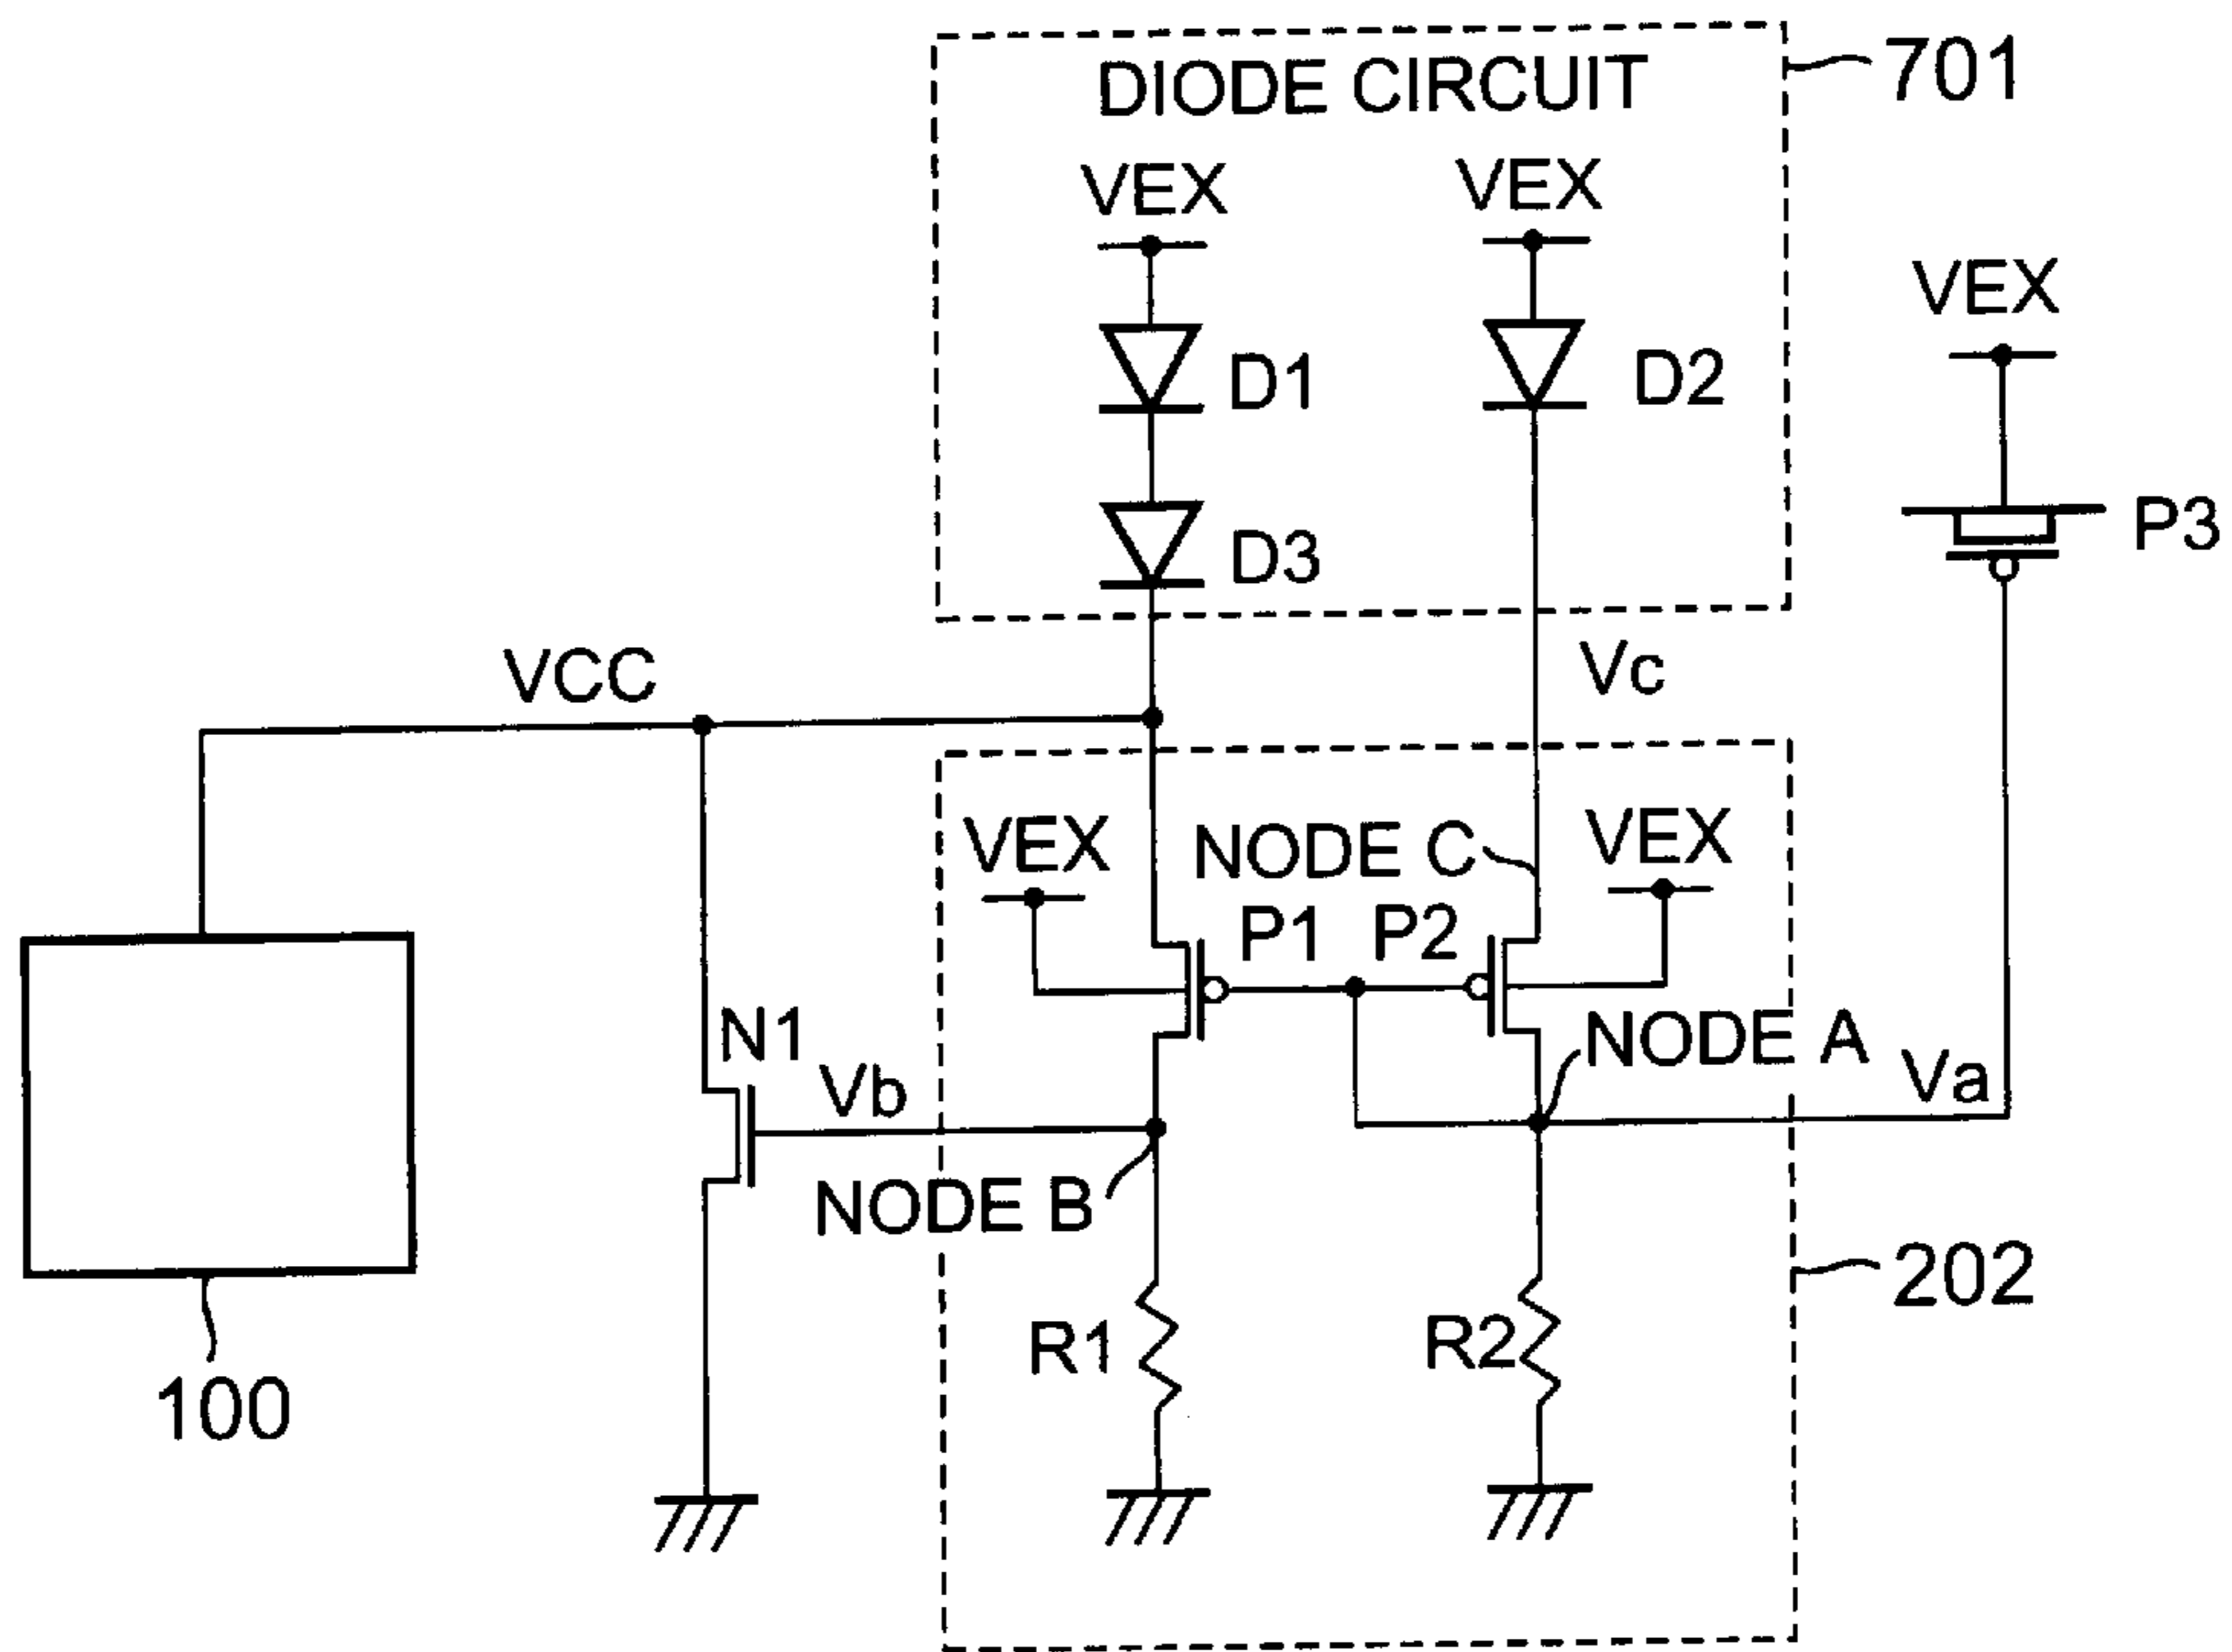 701
DIODE CIRCUIT
VEX
VEX
VEX
D1
D2
P3
D3
VCC
Vc
VEX
NODE C
VEX
P1
P2
N1
NODE A
Vb
Va
NODE B
202
R1
R2
100